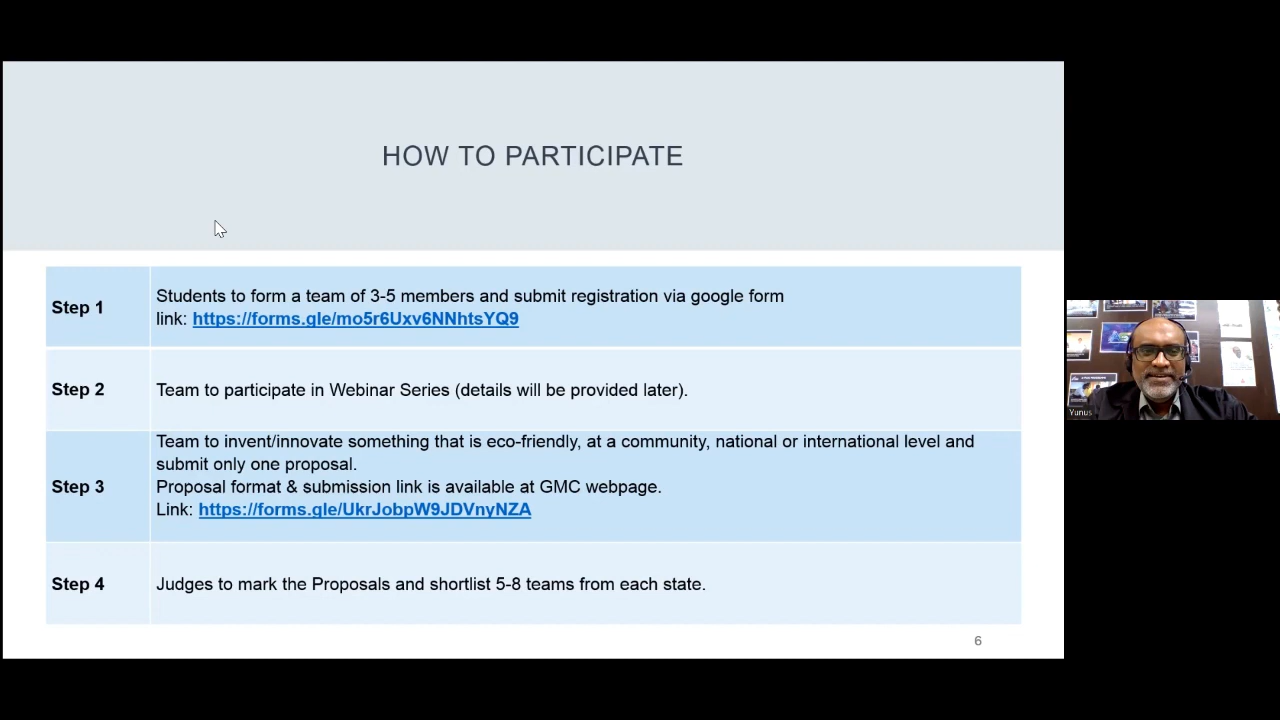 HOW TO PARTICIPATE
Step 1
Students to form a team of 3-5 members and submit registration via google form
link: https://forms.gle/mo5r6Uxv6NNhtsYQ9
Step 2
Team to participate in Webinar Series (details will be provided later).
Step 3
Team to invent/innovate something that is eco-friendly, at a community, national or international level and
submit only one proposal.
Proposal format & submission link is available at GMC webpage.
Link: https://forms.gle/UkrJobpW9JDVnyNZA
Step 4
Judges to mark the Proposals and shortlist 5-8 teams from each state.
6
Yunus